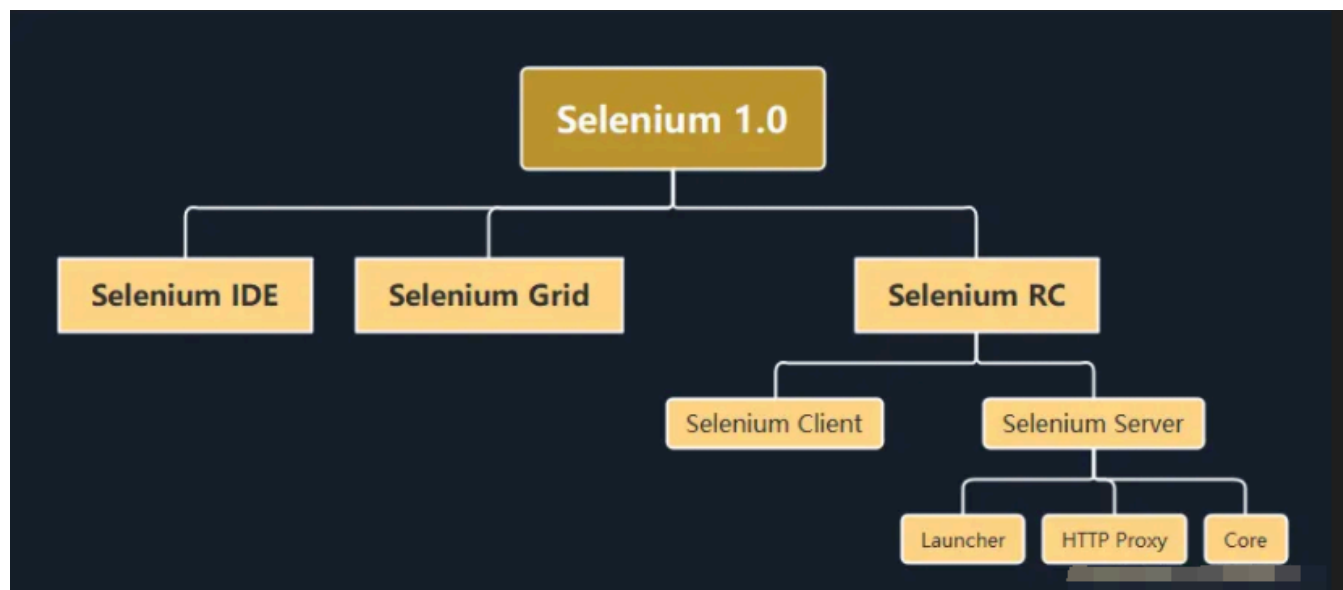 Selenium 1.0
Selenium IDE
Selenium Grid
Selenium RC
Selenium Client
Selenium Server
Launcher
HTTP Proxy
Core